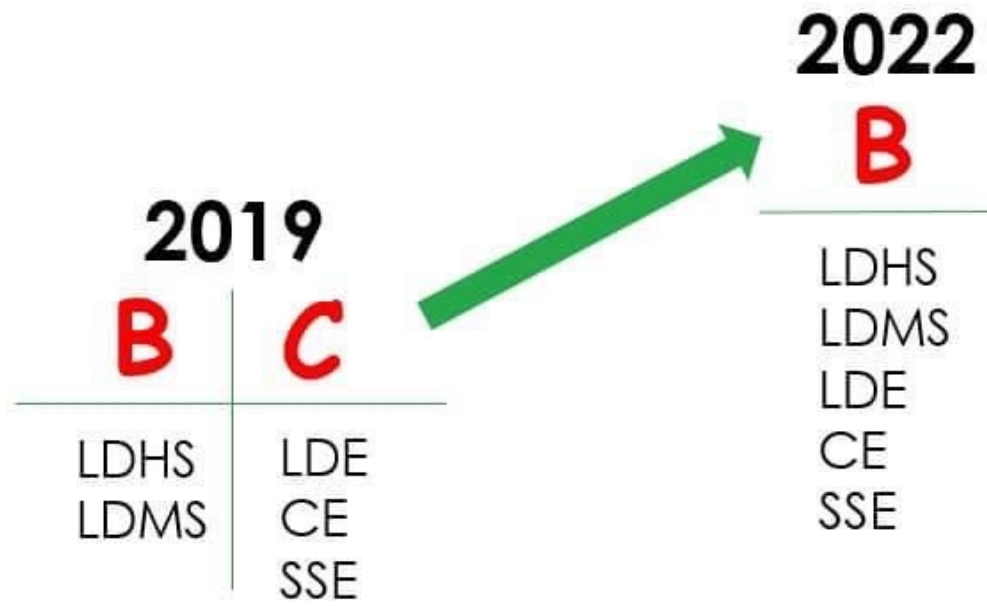 2019
B C
LDHS LDE
LDMS CE
SSE
2022
B
LDHS
LDMS
LDE
CE
SSE